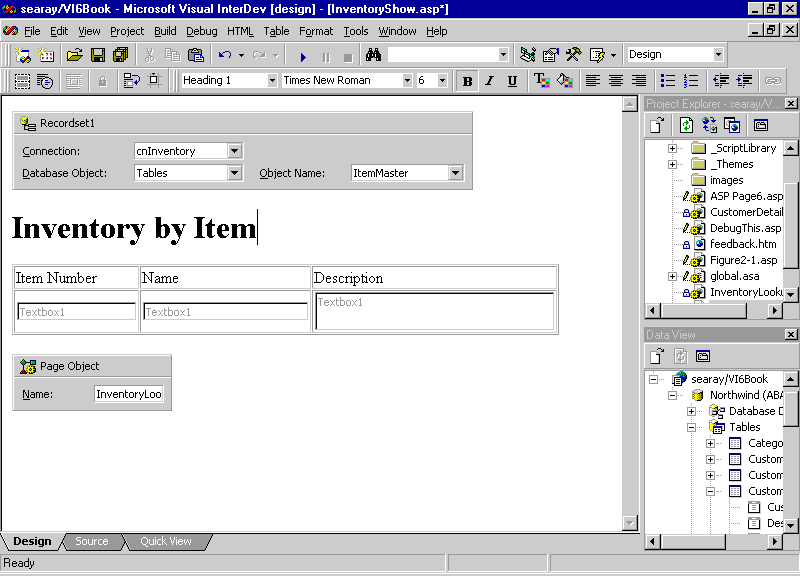 searay/VI6Book - Microsoft Visual InterDev [design] - [InventoryShow.asp*]
File Edit View Project Build Debug HTML Table Format Tools Window Help
Design
Heading 1 Times New Roman 6 B I U
Recordset1
Connection: cnInventory
Database Object: Tables Object Name: ItemMaster
Inventory by Item
Item Number Name Description
Textbox1 Textbox1 Textbox1
Page Object
Name: InventoryLoo
Design Source Quick View
Ready
Project Explorer - searay/V...
_ScriptLibrary
_Themes
images
ASP Page6.asp
CustomerDetail
DebugThis.asp
feedback.htm
Figure2-1.asp
global.asa
InventoryLooku
Data View
searay/VI6Book
Northwind (ABA
Database D
Tables
Catego
Custom
Custom
Custom
Cus
Des